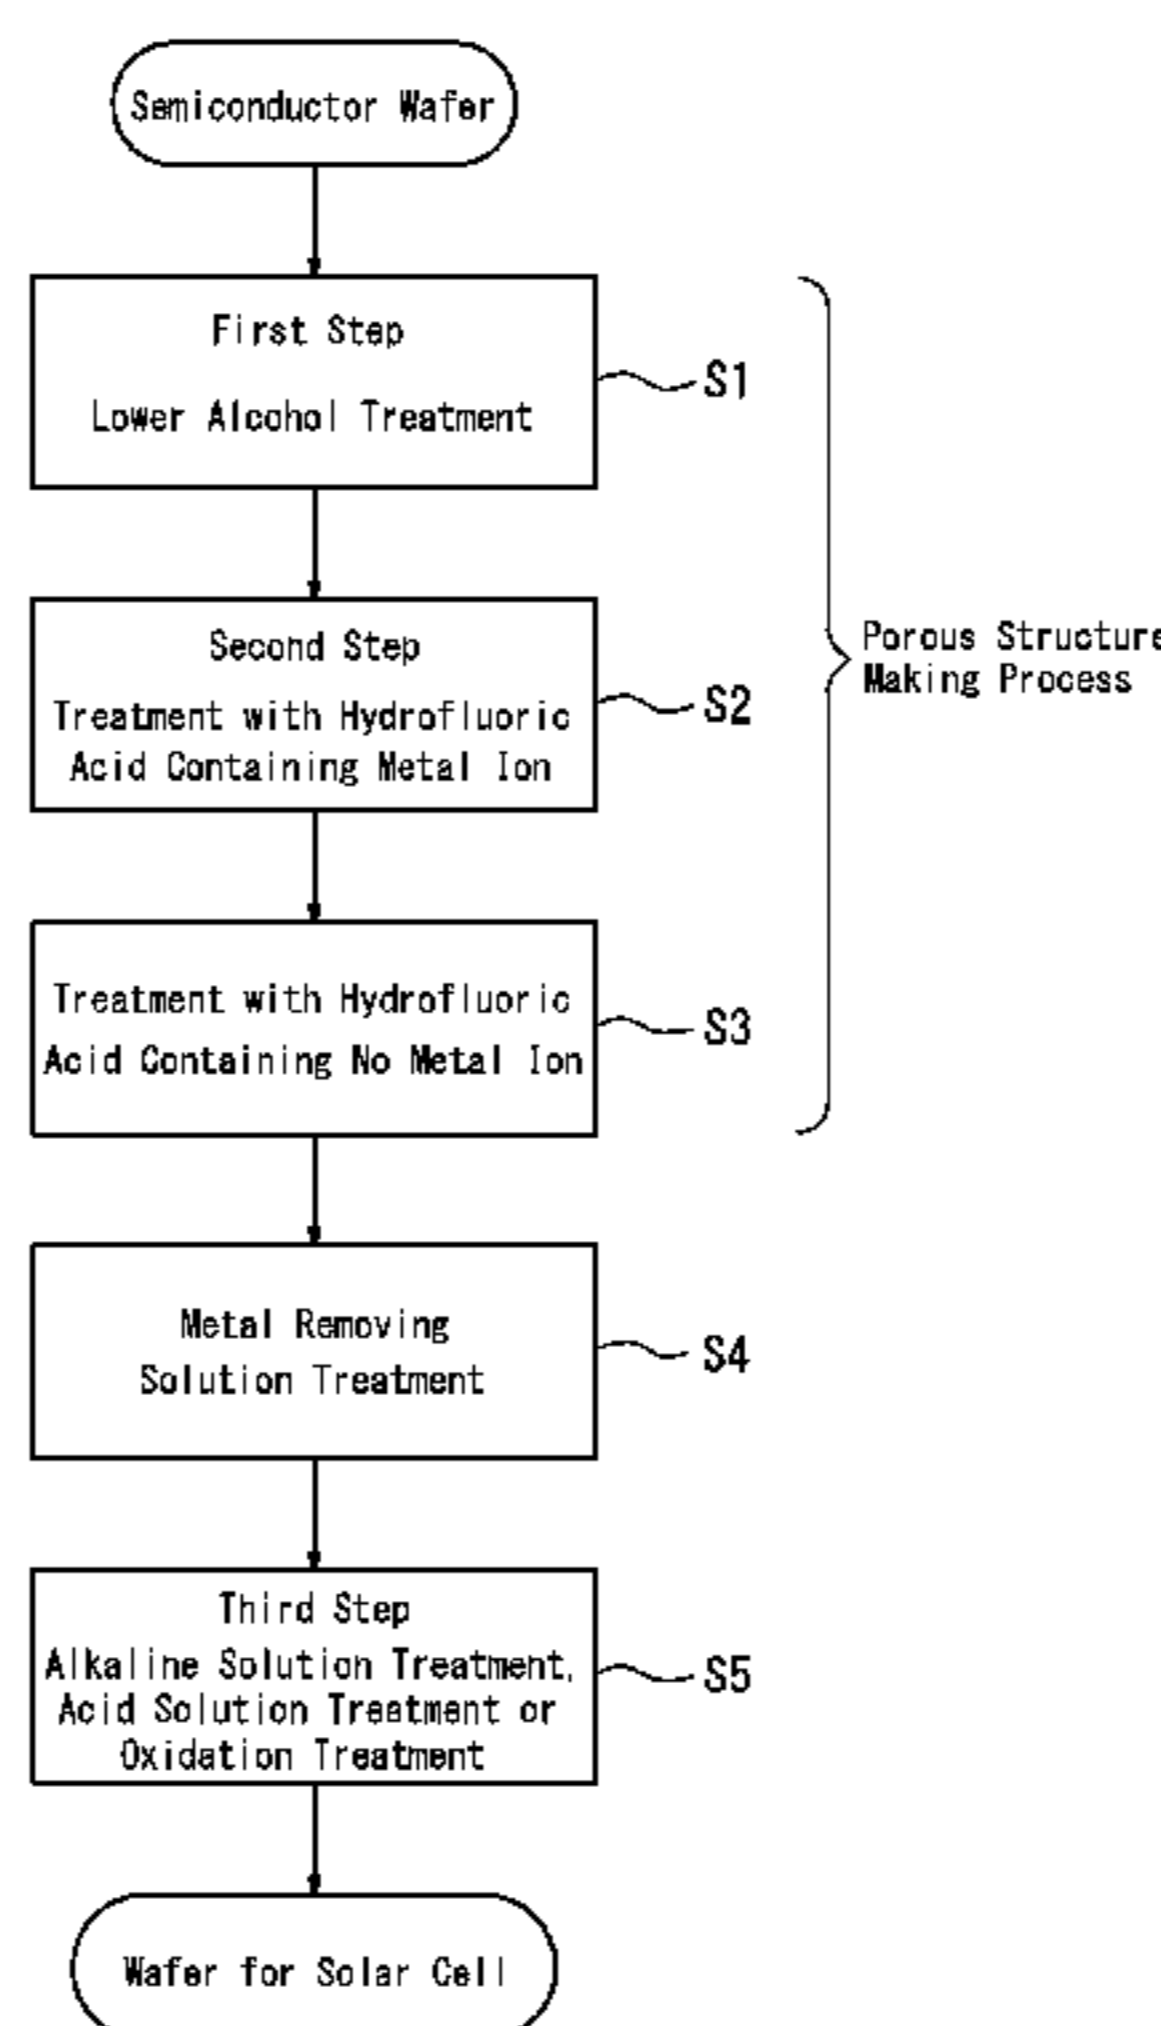 Semiconductor Wafer
First Step
Lower Alcohol Treatment
S1
Second Step
Treatment with Hydrofluoric
Acid Containing Metal Ion
S2
Porous Structure
Making Process
Treatment with Hydrofluoric
Acid Containing No Metal Ion
S3
Metal Removing
Solution Treatment
S4
Third Step
Alkaline Solution Treatment,
Acid Solution Treatment or
Oxidation Treatment
S5
Wafer for Solar Cell